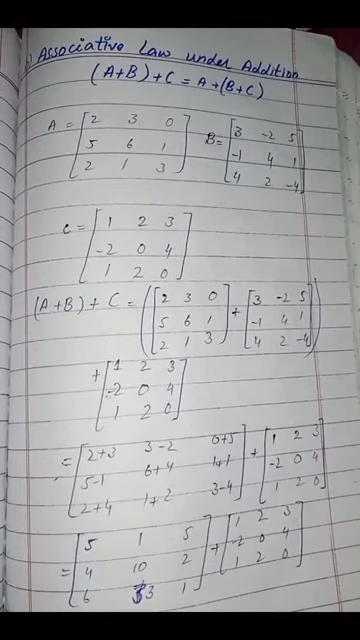 Associative Law under Addition
(A+B)+C = A+(B+C)
A = [2 3 0
5 6 1
2 1 3]
B= [3 -2 5
-1 4 1
4 2 -4]
C = [1 2 3
-2 0 4
1 2 0]
(A+B)+C = ([2 3 0
5 6 1
2 1 3] + [3 -2 5
-1 4 1
4 2 -4])
+ [1 2 3
-2 0 4
1 2 0]
= [2+3 3-2 0+5
5-1 6+4 1+1
2+4 1+2 3-4] + [1 2 3
-2 0 4
1 2 0]
= [5 1 5
4 10 2
6 3 1] + [1 2 3
-2 0 4
1 2 0]